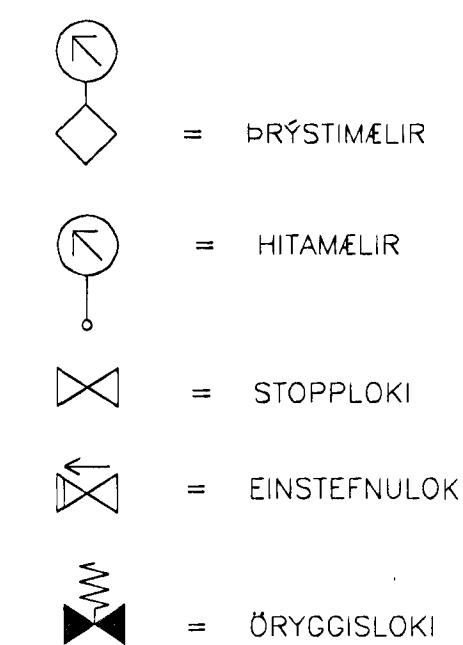 = ÞRÝSTIMÆLIR
= HITAMÆLIR
= STOPPLOKI
= EINSTEFNULOK
= ÖRYGGISLOKI